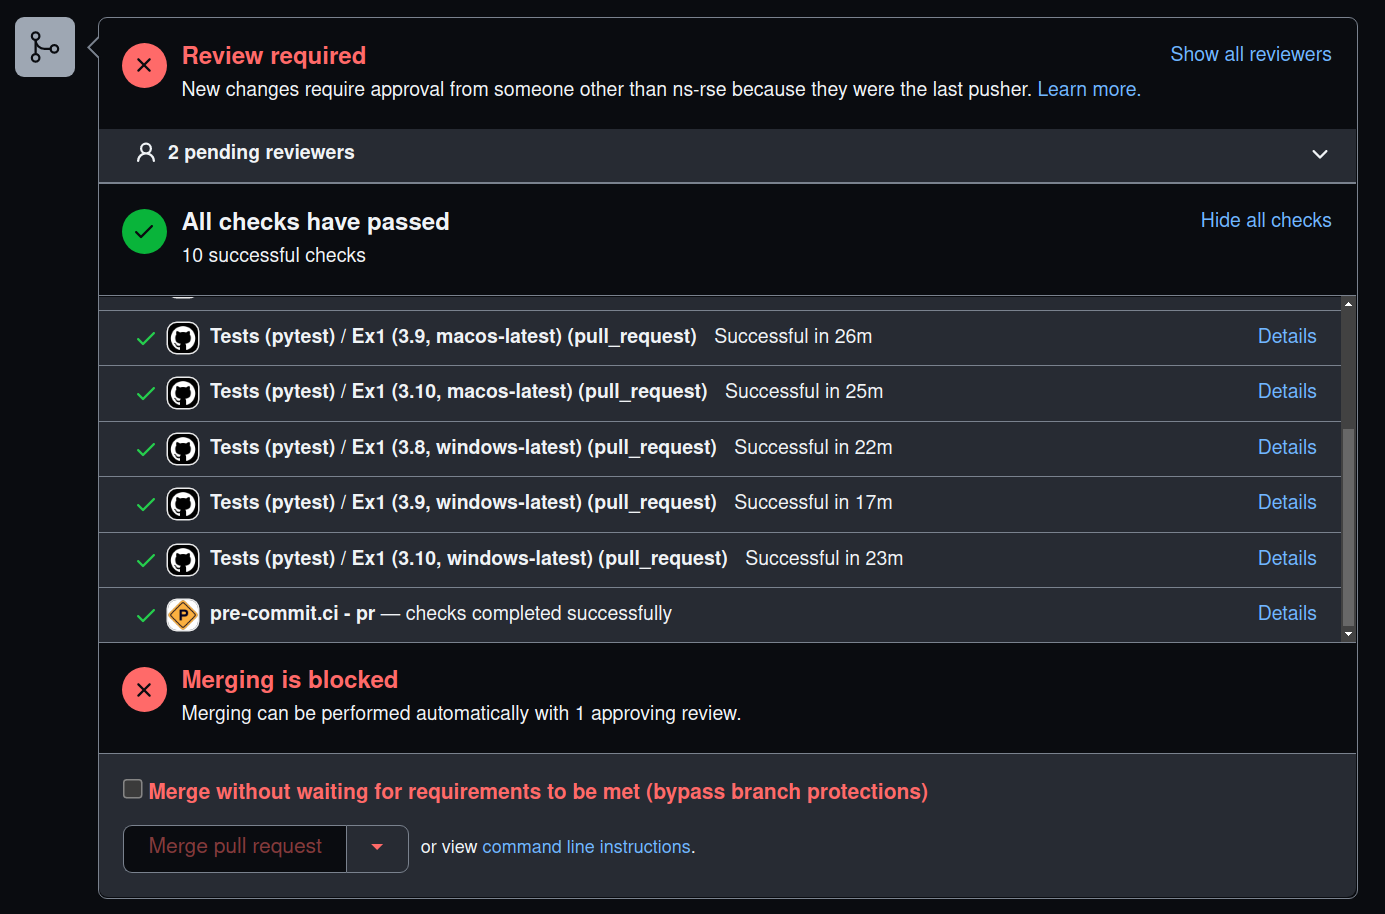 Review required
Show all reviewers
New changes require approval from someone other than ns-rse because they were the last pusher. Learn more.
2 pending reviewers
All checks have passed
Hide all checks
10 successful checks
Tests (pytest) / Ex1 (3.9, macos-latest) (pull_request) Successful in 26m Details
Tests (pytest) / Ex1 (3.10, macos-latest) (pull_request) Successful in 25m Details
Tests (pytest) / Ex1 (3.8, windows-latest) (pull_request) Successful in 22m Details
Tests (pytest) / Ex1 (3.9, windows-latest) (pull_request) Successful in 17m Details
Tests (pytest) / Ex1 (3.10, windows-latest) (pull_request) Successful in 23m Details
P pre-commit.ci - pr — checks completed successfully Details
Merging is blocked
Merging can be performed automatically with 1 approving review.
Merge without waiting for requirements to be met (bypass branch protections)
Merge pull request or view command line instructions.